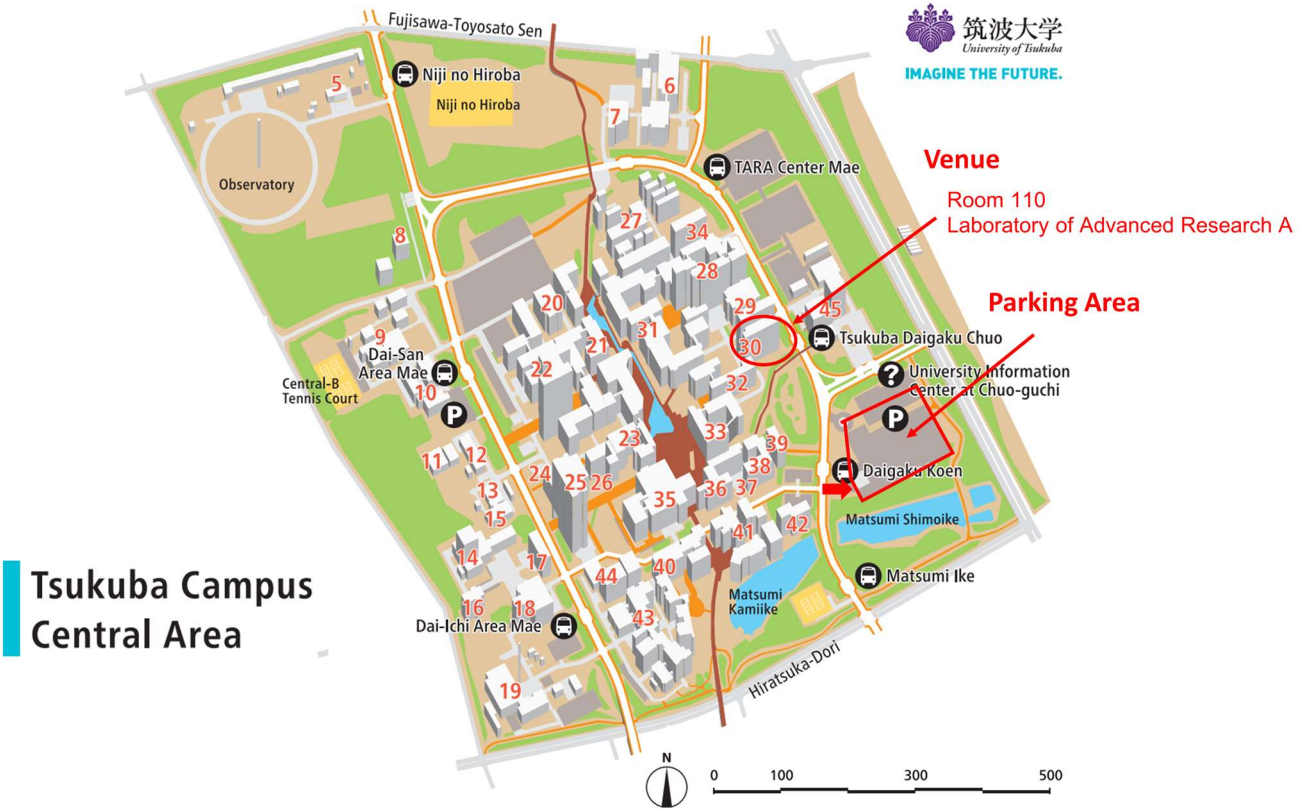 Fujisawa-Toyosato Sen
筑波大学
University of Tsukuba
IMAGINE THE FUTURE.
Niji no Hiroba
Niji no Hiroba
5
6
7
TARA Center Mae
Venue
Room 110
Laboratory of Advanced Research A
Observatory
8
27
34
28
Parking Area
20
29
45
31
30
9
21
Tsukuba Daigaku Chuo
Dai-San
Area Mae
22
University Information
Center at Chuo-guchi
Central-B
Tennis Court
10
32
P
P
33
23
39
11
12
38
Daigaku Koen
24
25
26
13
36
37
35
15
Matsumi Shimoike
42
41
14
17
40
44
Matsumi Ike
Tsukuba Campus
Central Area
16
18
Matsumi
Kamiike
43
Dai-Ichi Area Mae
Hiratsuka-Dori
19
N
0 100 300 500